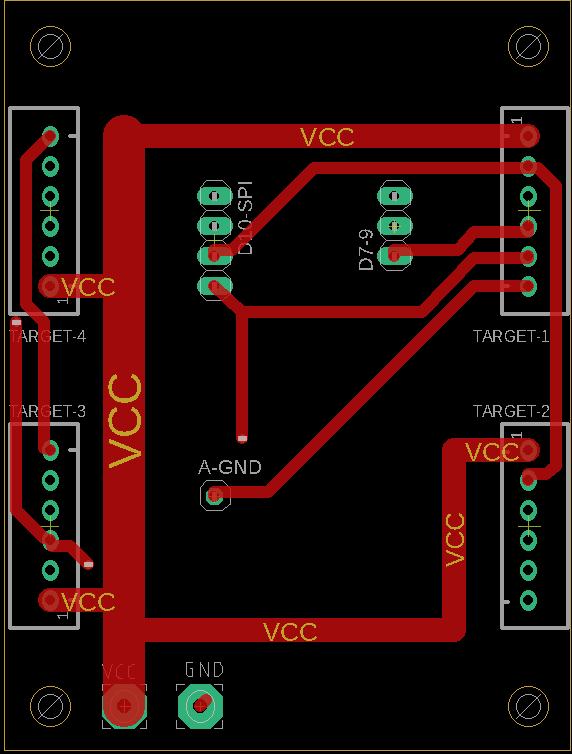 1
VCC
D10-SPI
D7-9
VCC
1
TARGET-4
TARGET-1
VCC
TARGET-3
TARGET-2
1
VCC
A-GND
VCC
VCC
1
VCC
VCC
GND